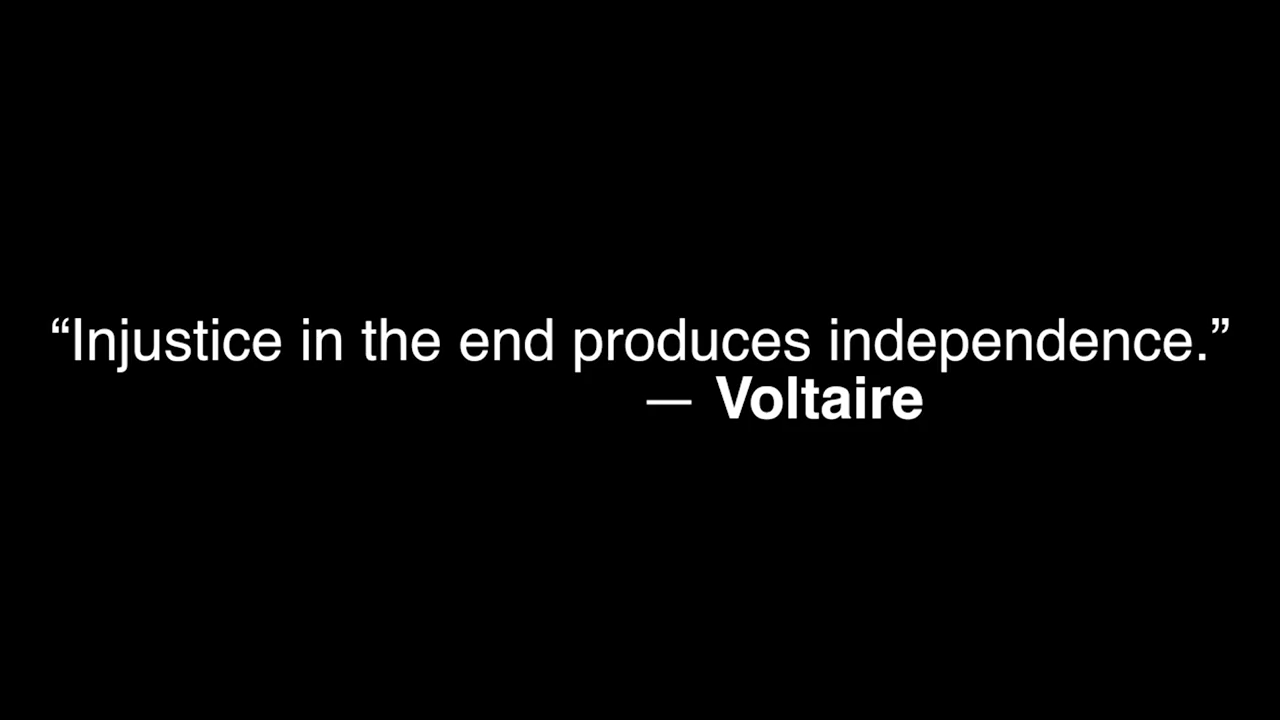 “Injustice in the end produces independence.”
— Voltaire